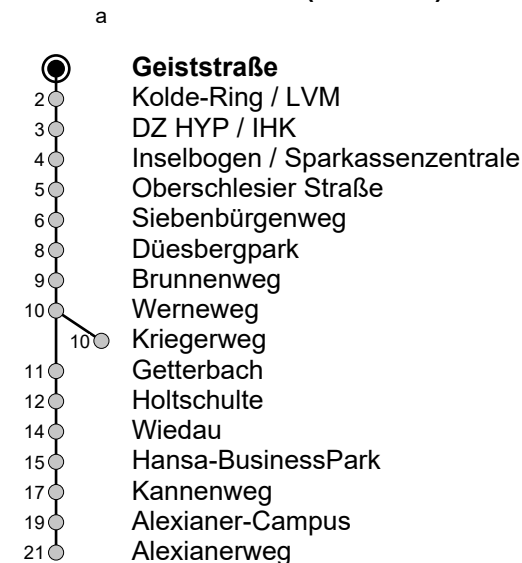 a
Geiststraße
2 Kolde-Ring / LVM
3 DZ HYP / IHK
4 Inselbogen / Sparkassenzentrale
5 Oberschlesier Straße
6 Siebenbürgenweg
8 Düesbergpark
9 Brunnenweg
10 Werneweg
10 Kriegerweg
11 Getterbach
12 Holtschulte
14 Wiedau
15 Hansa-BusinessPark
17 Kannenweg
19 Alexianer-Campus
21 Alexianerweg